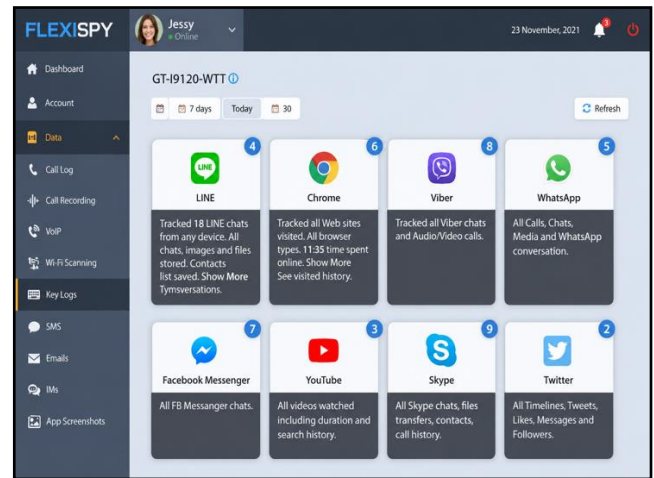 FLEXISPY
Jessy
Online
23 November, 2021
3
Dashboard
Account
Data
Call Log
Call Recording
VoIP
Wi-Fi Scanning
Key Logs
SMS
Emails
IMs
App Screenshots
GT-I9120-WTT
7 days
Today
30
Refresh
4
LINE
LINE
Tracked 18 LINE chats
from any device. All
chats, images and files
stored. Contacts
list saved. Show More
Tymsversations.
6
Chrome
Tracked all Web sites
visited. All browser
types. 11:35 time spent
online. Show More
See visited history.
8
Viber
Tracked all Viber chats
and Audio/Video calls.
5
WhatsApp
All Calls, Chats,
Media and WhatsApp
conversation.
7
Facebook Messenger
All FB Messanger chats.
3
YouTube
All videos watched
including duration and
search history.
9
Skype
All Skype chats, files
transfers, contacts,
call history.
2
Twitter
All Timelines, Tweets,
Likes, Messages and
Followers.